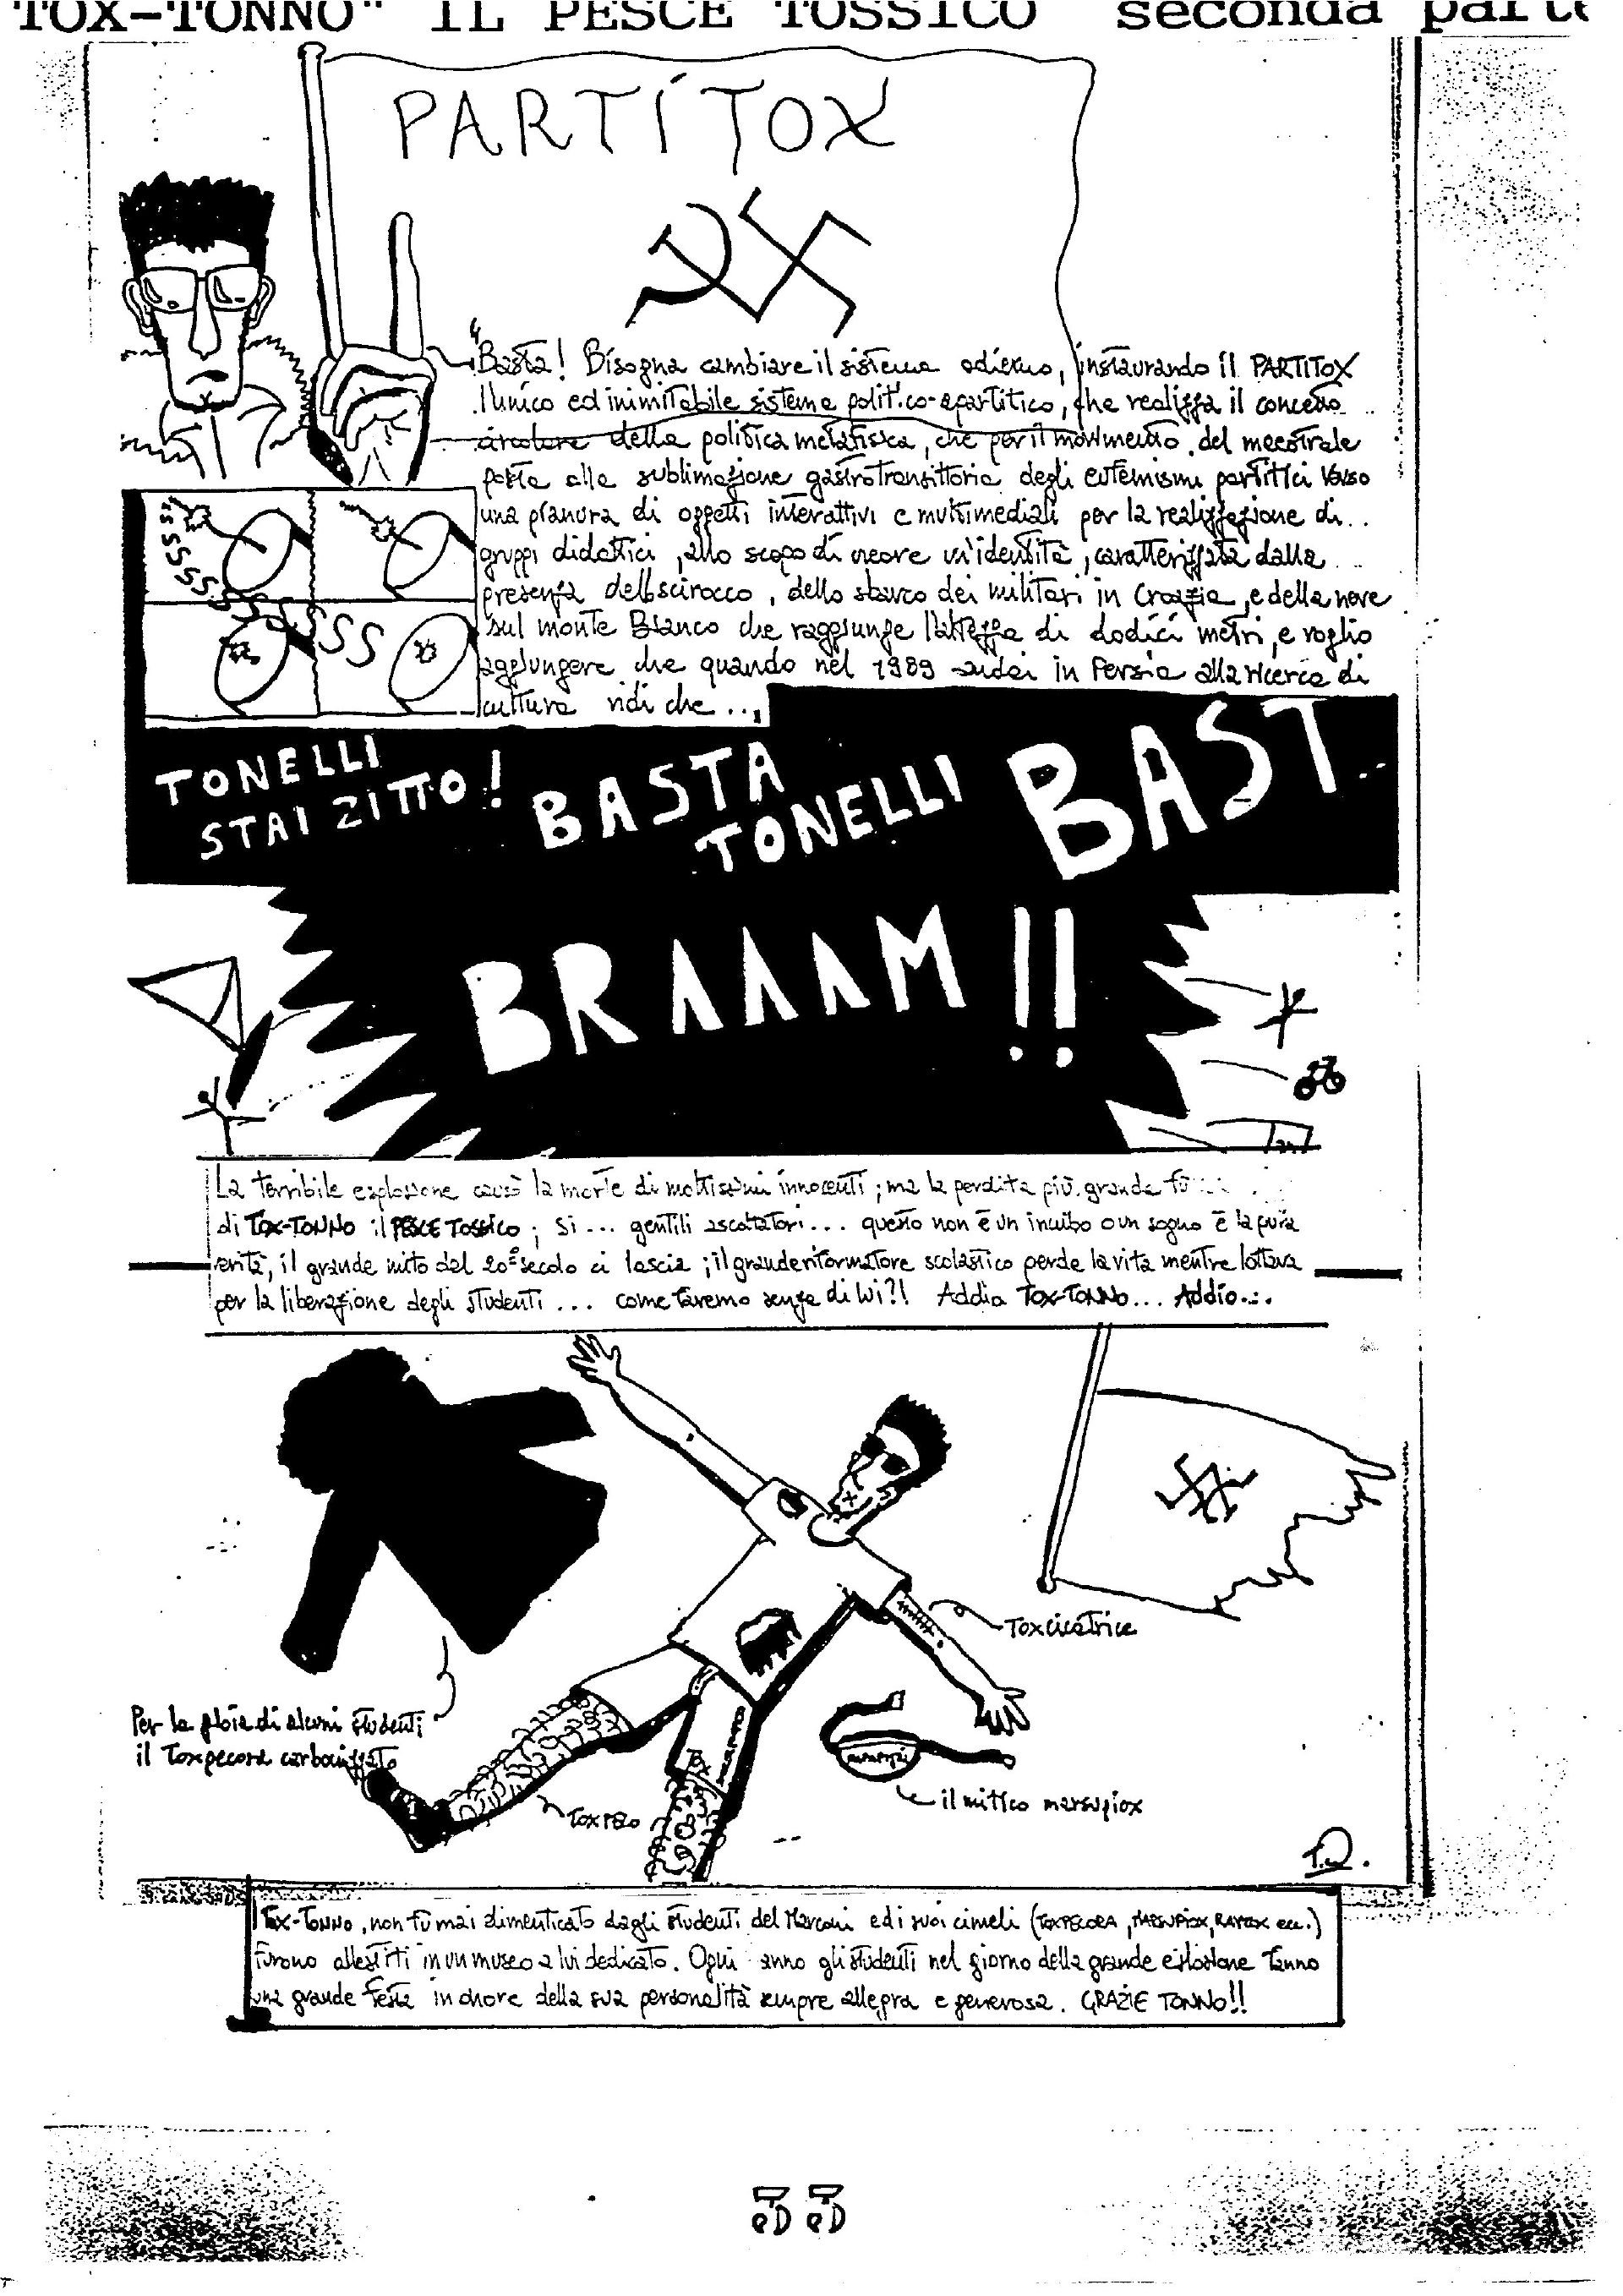 TOX-TONNO" IL PESCE TOSSICO seconda parte
PARTITOX
"Basta! Bisogna cambiare il sistema odierno, instaurando il PARTITOX
l'unico ed inimitabile sistema politico-apartitico, che realizza il concetto
circolare della politica metafisica, che per il movimento del
posta alla sublimazione gastrotransittoria degli eufemismi partitici verso
una pianura di oggetti interattivi e multimediali per la realizzazione di..
gruppi didattici, allo scopo di creare un'identità, caratterizzata dalla ...
presenza dello scirocco, dello sbarco dei militari in Croazia, e della neve
sul monte Bianco che raggiunge l'altezza di dodici metri, e voglio
aggiungere che quando nel 1989 andai in Persia alla ricerca di
cultura vidi che ...
SSSSSSSSSSSSSSS
TONELLI
STAI ZITTO!
BASTA
TONELLI
BAST
BRAAAM!!
La terribile esplosione causò la morte di moltissimi innocenti; ma la perdita più grande fù
di TOX-TONNO il PESCE TOSSICO; si ... gentili ascoltatori... questo non è un incubo o un sogno è la pura
verità, il grande mito del 20° secolo ci lascia; il grande riformatore scolastico perde la vita mentre lottava
per la liberazione degli studenti ... come faremo senza di lui?! Addio TOX-TONNO... Addio...
Toxcicatrice
Per la gioia di alcuni studenti
il Toxpecora carbonizzato
Toxpelo
il mitico marsupiox
T.D.
Tox-Tonno, non fù mai dimenticato dagli studenti del Marconi ed i suoi cimeli (TOXPECORA, MARSUPIOX, RAYBOX ecc.)
furono allestiti in un museo a lui dedicato. Ogni anno gli studenti nel giorno della grande esplosione fanno
una grande festa in onore della sua personalità sempre allegra e generosa. GRAZIE TONNO!!